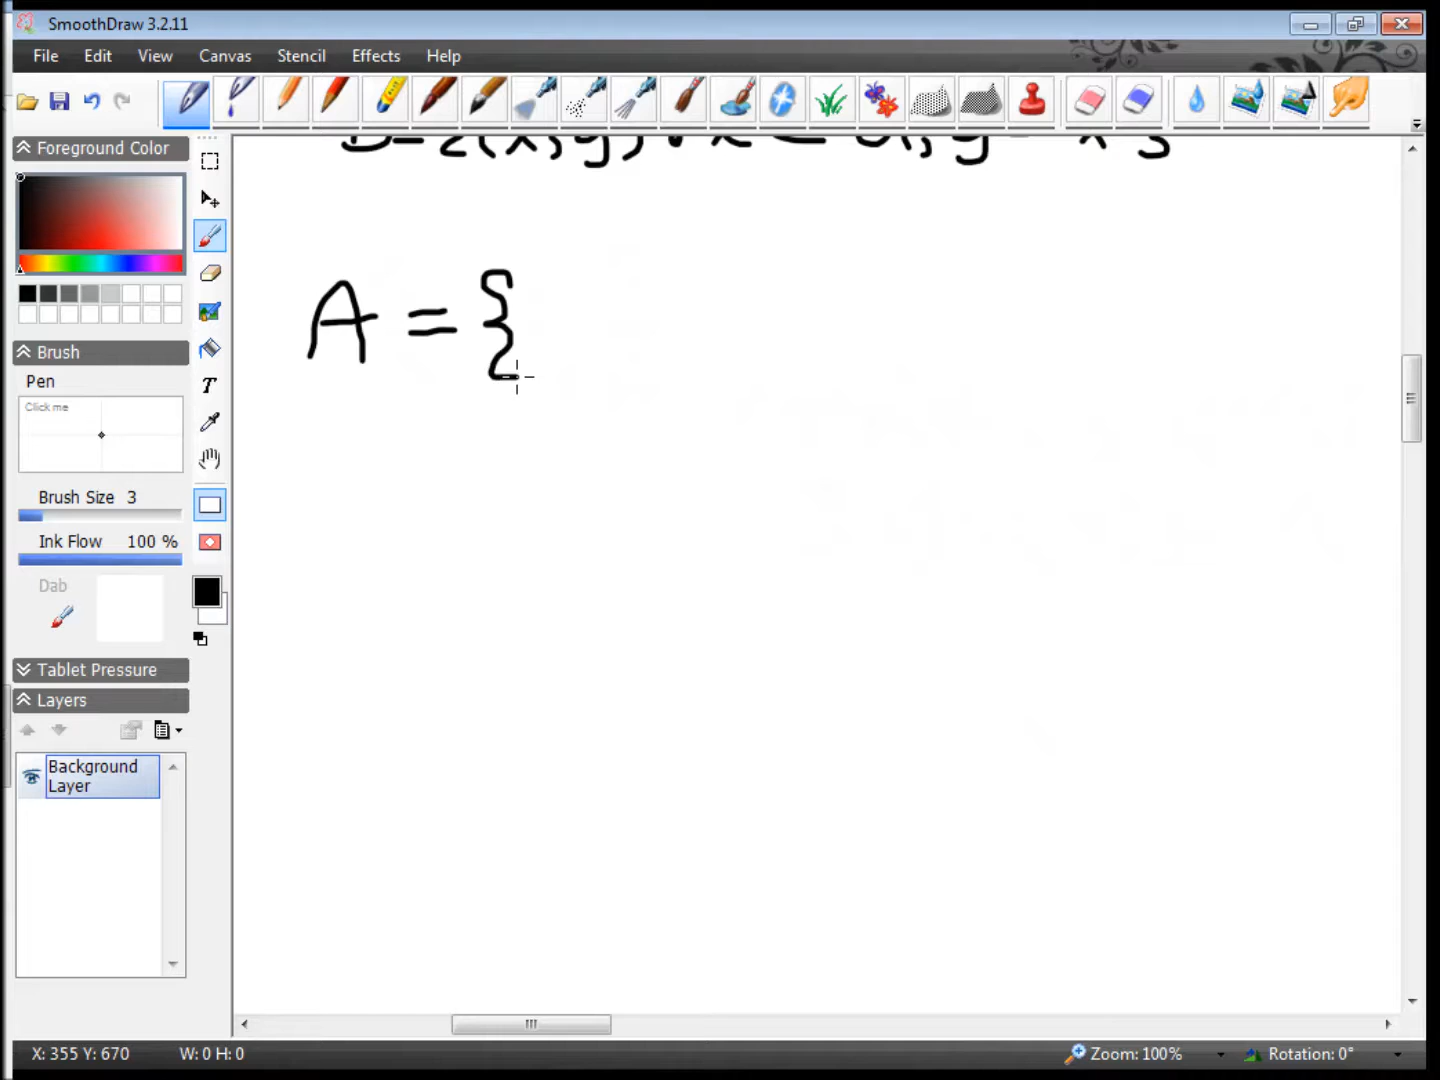 SmoothDraw 3.2.11
File Edit View Canvas Stencil Effects Help
Foreground Color
Brush
Pen
Click me
Brush Size 3
Ink Flow 100 %
Dab
Tablet Pressure
Layers
Background
Layer
A = {
T
X: 355 Y: 670 W: 0 H: 0 Zoom: 100% Rotation: 0°